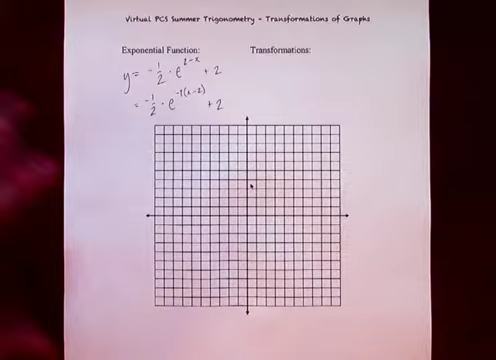 Virtual PCS Summer Trigonometry - Transformations of Graphs
Exponential Function: Transformations:
y = -1/2 · e^(2-x) + 2
= -1/2 · e^(-1(x-2)) + 2